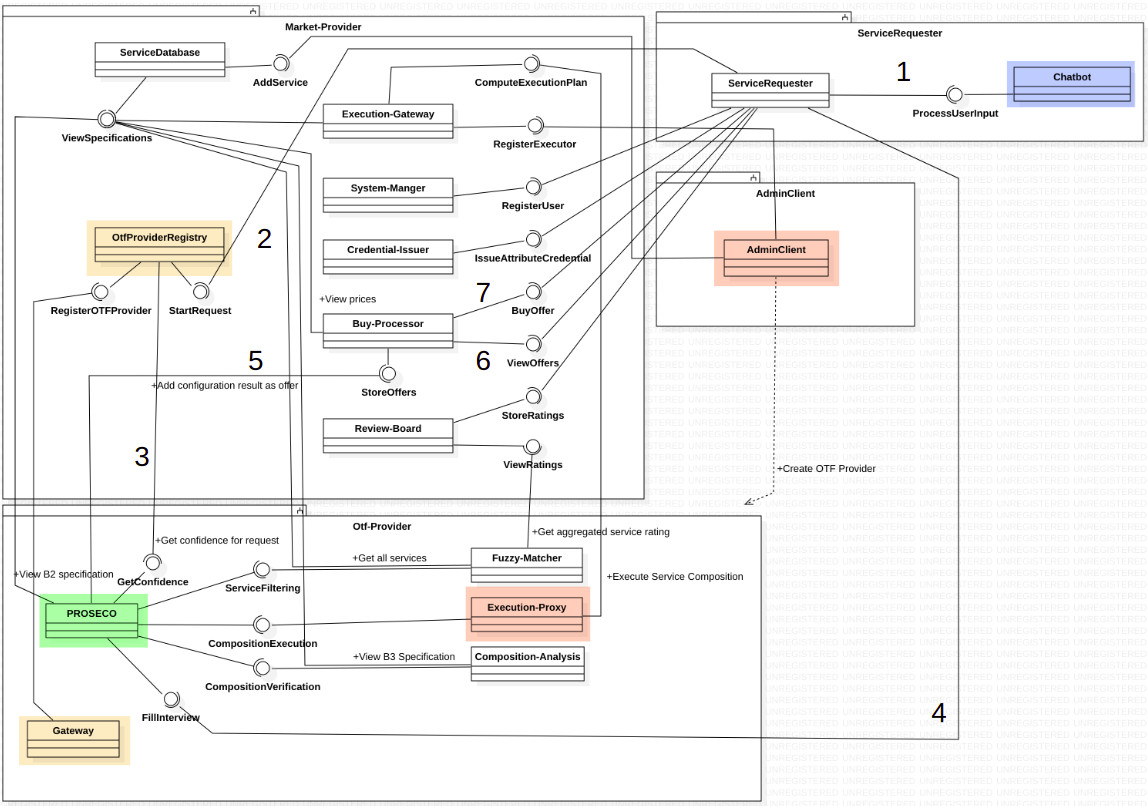 UNREGISTERED UNREGISTERED UNREGISTERED UNREGISTERED
Market-Provider
ServiceRequester
ServiceDatabase
AddService
ComputeExecutionPlan
ServiceRequester
1
Chatbot
ProcessUserInput
ViewSpecifications
Execution-Gateway
RegisterExecutor
System-Manger
RegisterUser
AdminClient
OtfProviderRegistry
2
Credential-Issuer
IssueAttributeCredential
AdminClient
RegisterOTFProvider
StartRequest
+View prices
7
BuyOffer
Buy-Processor
5
6
ViewOffers
+Add configuration result as offer
StoreOffers
StoreRatings
Review-Board
3
ViewRatings
+Create OTF Provider
Otf-Provider
+Get confidence for request
+Get aggregated service rating
+View B2 specification
GetConfidence
+Get all services
Fuzzy-Matcher
ServiceFiltering
+Execute Service Composition
PROSECO
Execution-Proxy
CompositionExecution
+View B3 Specification
Composition-Analysis
CompositionVerification
FillInterview
4
Gateway